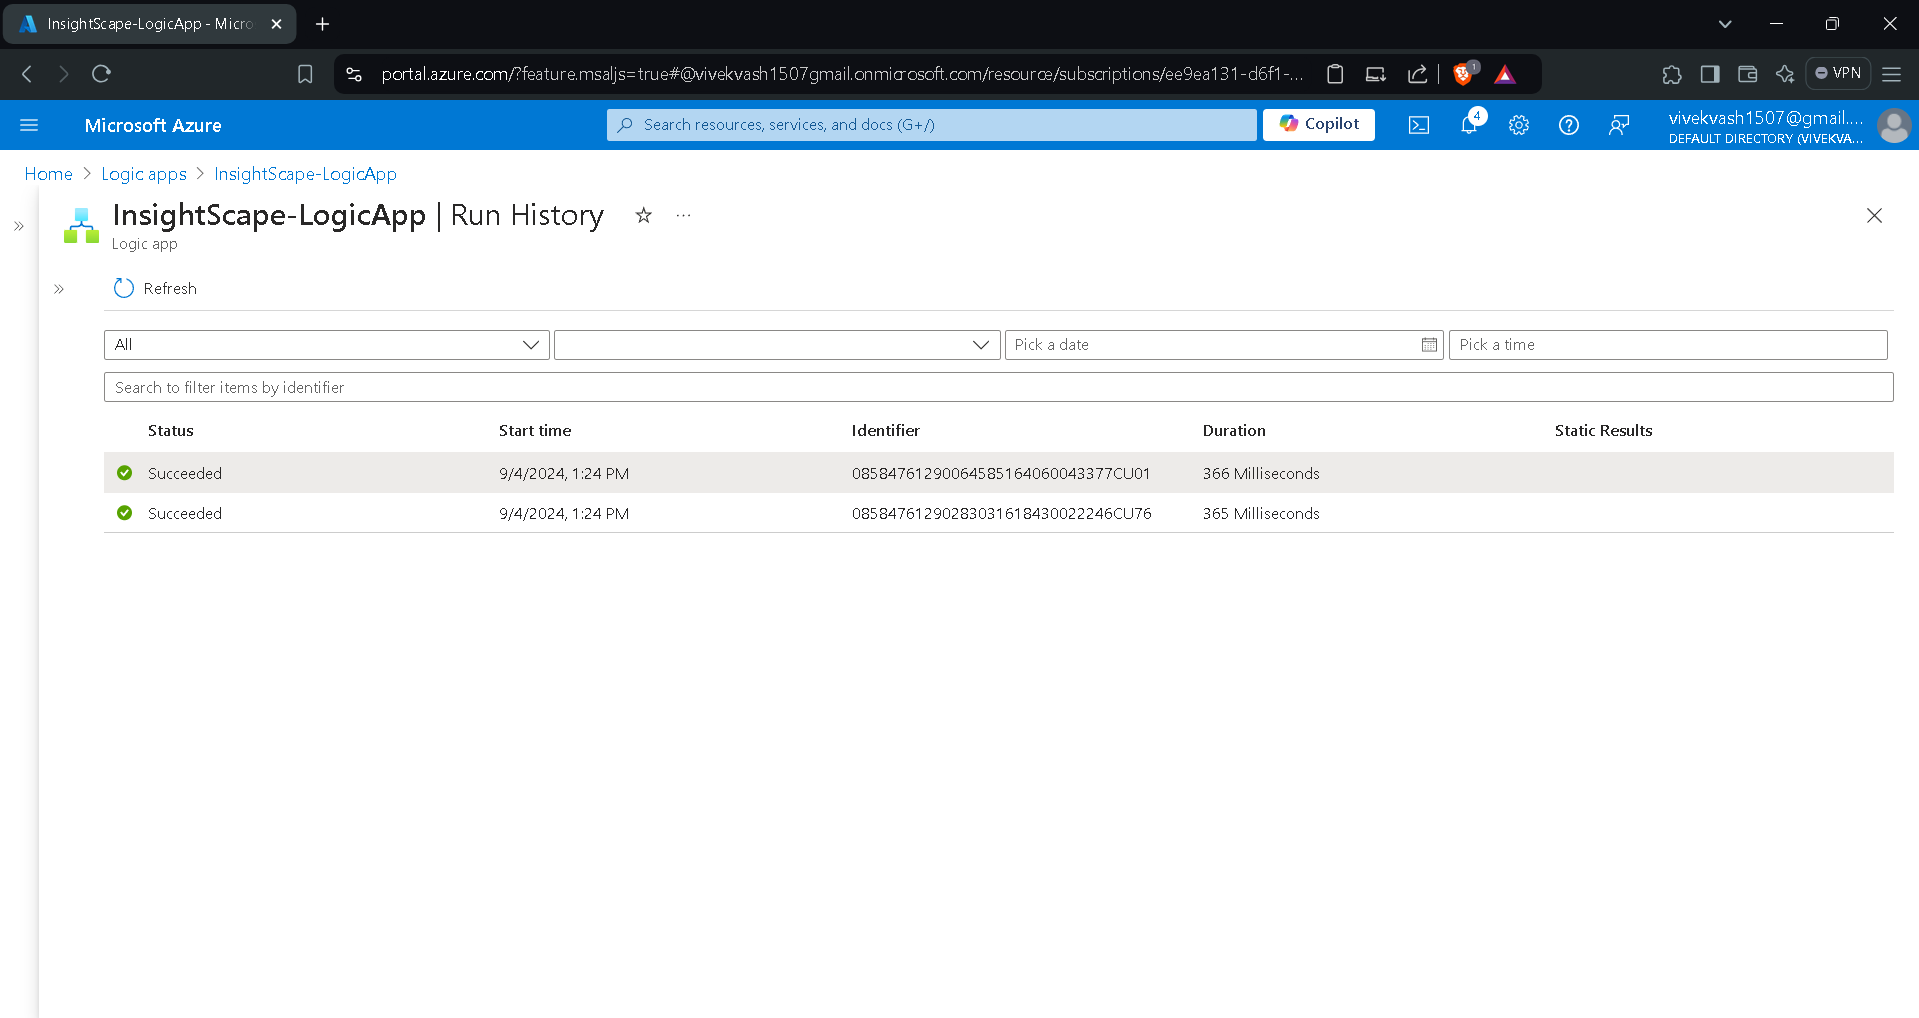 InsightScape-LogicApp - Micro
portal.azure.com/?feature.msaljs=true#@vivekvash1507gmail.onmicrosoft.com/resource/subscriptions/ee9ea131-d6f1-...
1
VPN
Microsoft Azure
Search resources, services, and docs (G+/)
Copilot
4
vivekvash1507@gmail....
DEFAULT DIRECTORY (VIVEKVA...
Home > Logic apps > InsightScape-LogicApp
InsightScape-LogicApp | Run History
Logic app
Refresh
All
Pick a date
Pick a time
Search to filter items by identifier
Status Start time Identifier Duration Static Results
Succeeded 9/4/2024, 1:24 PM 08584761290064585164060043377CU01 366 Milliseconds
Succeeded 9/4/2024, 1:24 PM 08584761290283031618430022246CU76 365 Milliseconds